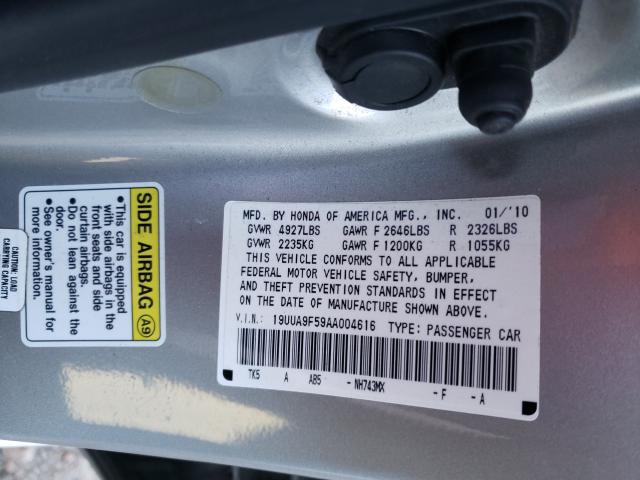 MFD. BY HONDA OF AMERICA MFG., INC. 01/'10
GVWR 4927LBS GAWR F 2646LBS R 2326LBS
GVWR 2235KG GAWR F 1200KG R 1055KG
THIS VEHICLE CONFORMS TO ALL APPLICABLE
FEDERAL MOTOR VEHICLE SAFETY, BUMPER,
AND THEFT PREVENTION STANDARDS IN EFFECT
ON THE DATE OF MANUFACTURE SHOWN ABOVE.
V.I.N.: 19UUA9F59AA004616 TYPE: PASSENGER CAR
TK5 A AB5 -NH743MX -F -A
SIDE AIRBAG A9
•This car is equipped
with side airbags in the
front seats and side
curtain airbags.
•Do not lean against the
door.
•See owner's manual for
more information.
CAUTION: LOAD
CARRYING CAPACITY